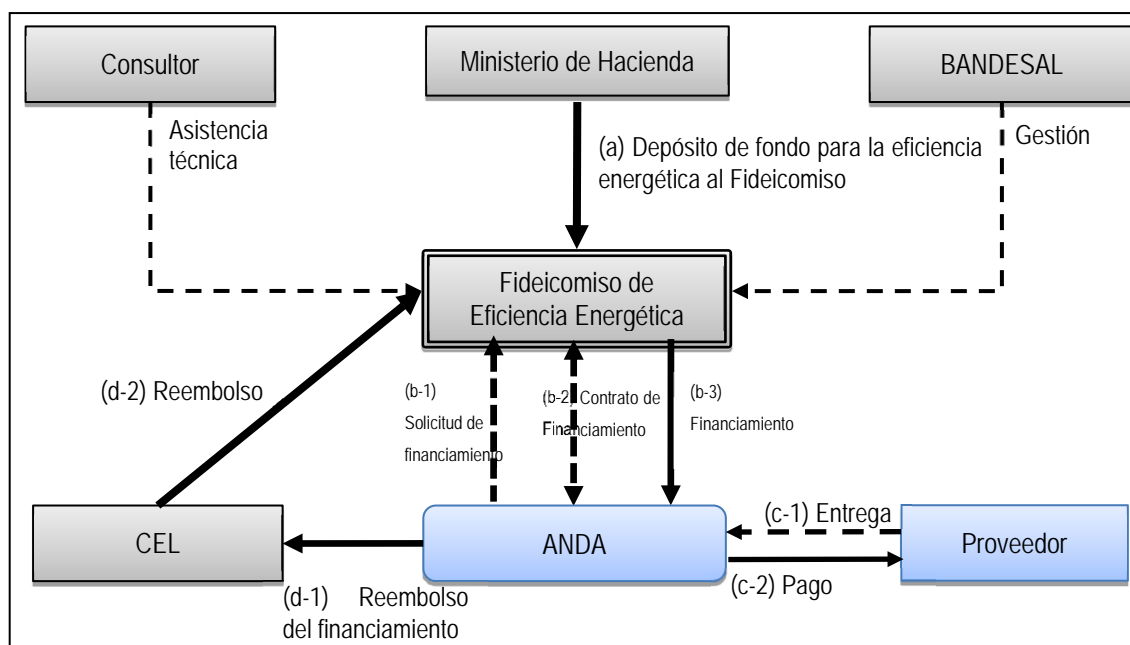 Consultor
Ministerio de Hacienda
BANDESAL
Asistencia
técnica
(a) Depósito de fondo para la eficiencia
energética al Fideicomiso
Gestión
Fideicomiso de
Eficiencia Energética
(d-2) Reembolso
(b-1)
Solicitud de
financiamiento
(b-2) Contrato de
Financiamiento
(b-3)
Financiamiento
CEL
ANDA
(c-1) Entrega
Proveedor
(c-2) Pago
(d-1) Reembolso
del financiamiento